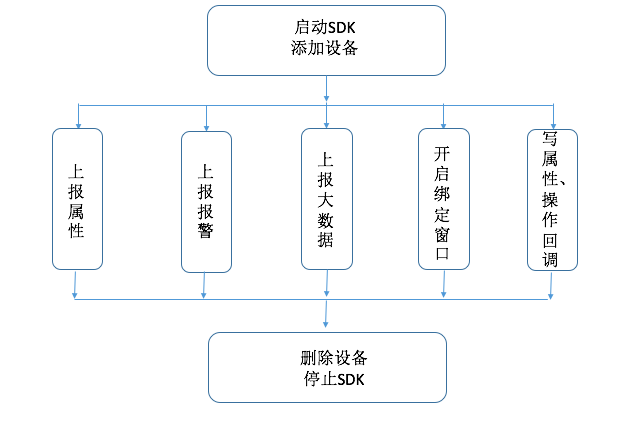 启动SDK
添加设备
上报属性
上报报警
上报大数据
开启绑定窗口
写属性、操作回调
删除设备
停止SDK